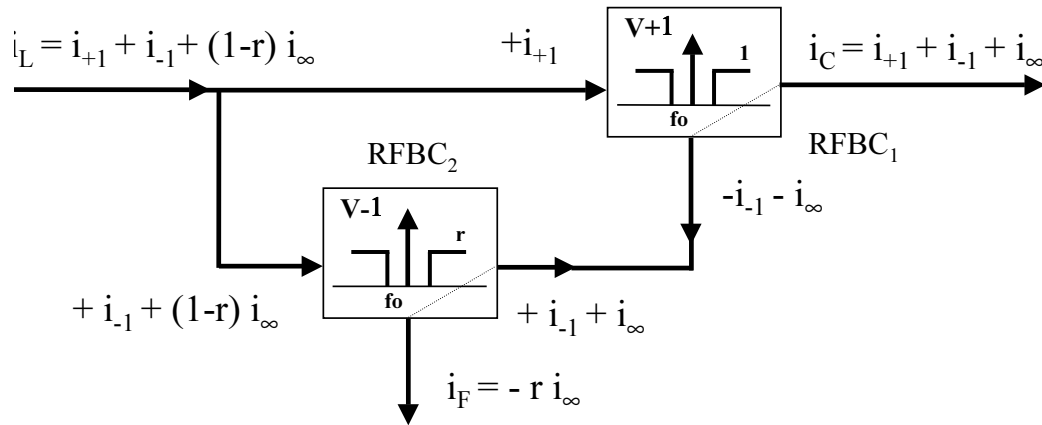 i_L = i_{+1} + i_{-1} + (1-r) i_∞
+i_{+1}
V+1
1
fo
i_C = i_{+1} + i_{-1} + i_∞
RFBC_1
RFBC_2
-i_{-1} - i_∞
V-1
r
fo
+ i_{-1} + (1-r) i_∞
+ i_{-1} + i_∞
i_F = - r i_∞